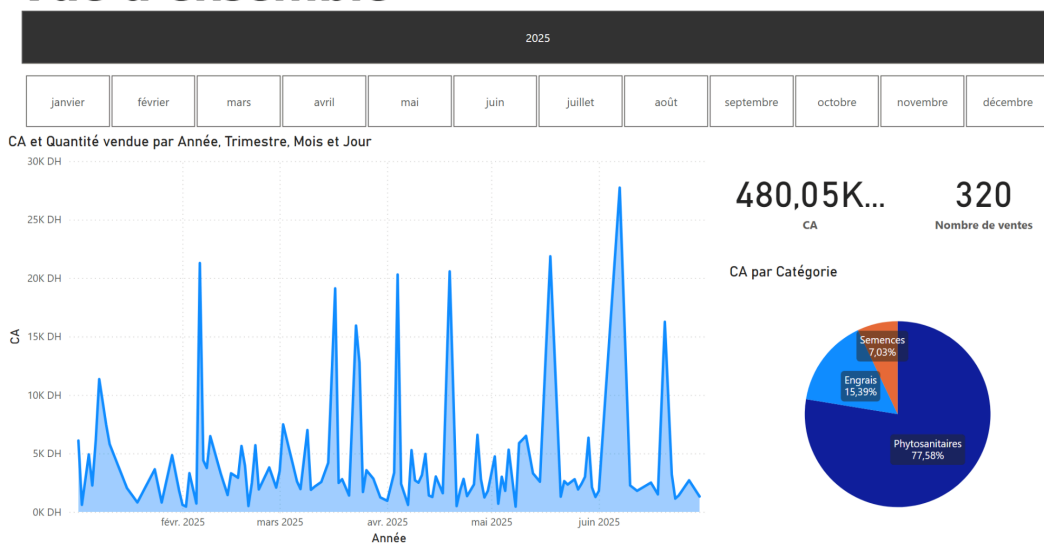 2025
janvier février mars avril mai juin juillet août septembre octobre novembre décembre
CA et Quantité vendue par Année, Trimestre, Mois et Jour
30K DH
25K DH
20K DH
15K DH
10K DH
5K DH
0K DH
CA
févr. 2025 mars 2025 avr. 2025 mai 2025 juin 2025
Année
480,05K...
CA
320
Nombre de ventes
CA par Catégorie
Semences
7,03%
Engrais
15,39%
Phytosanitaires
77,58%